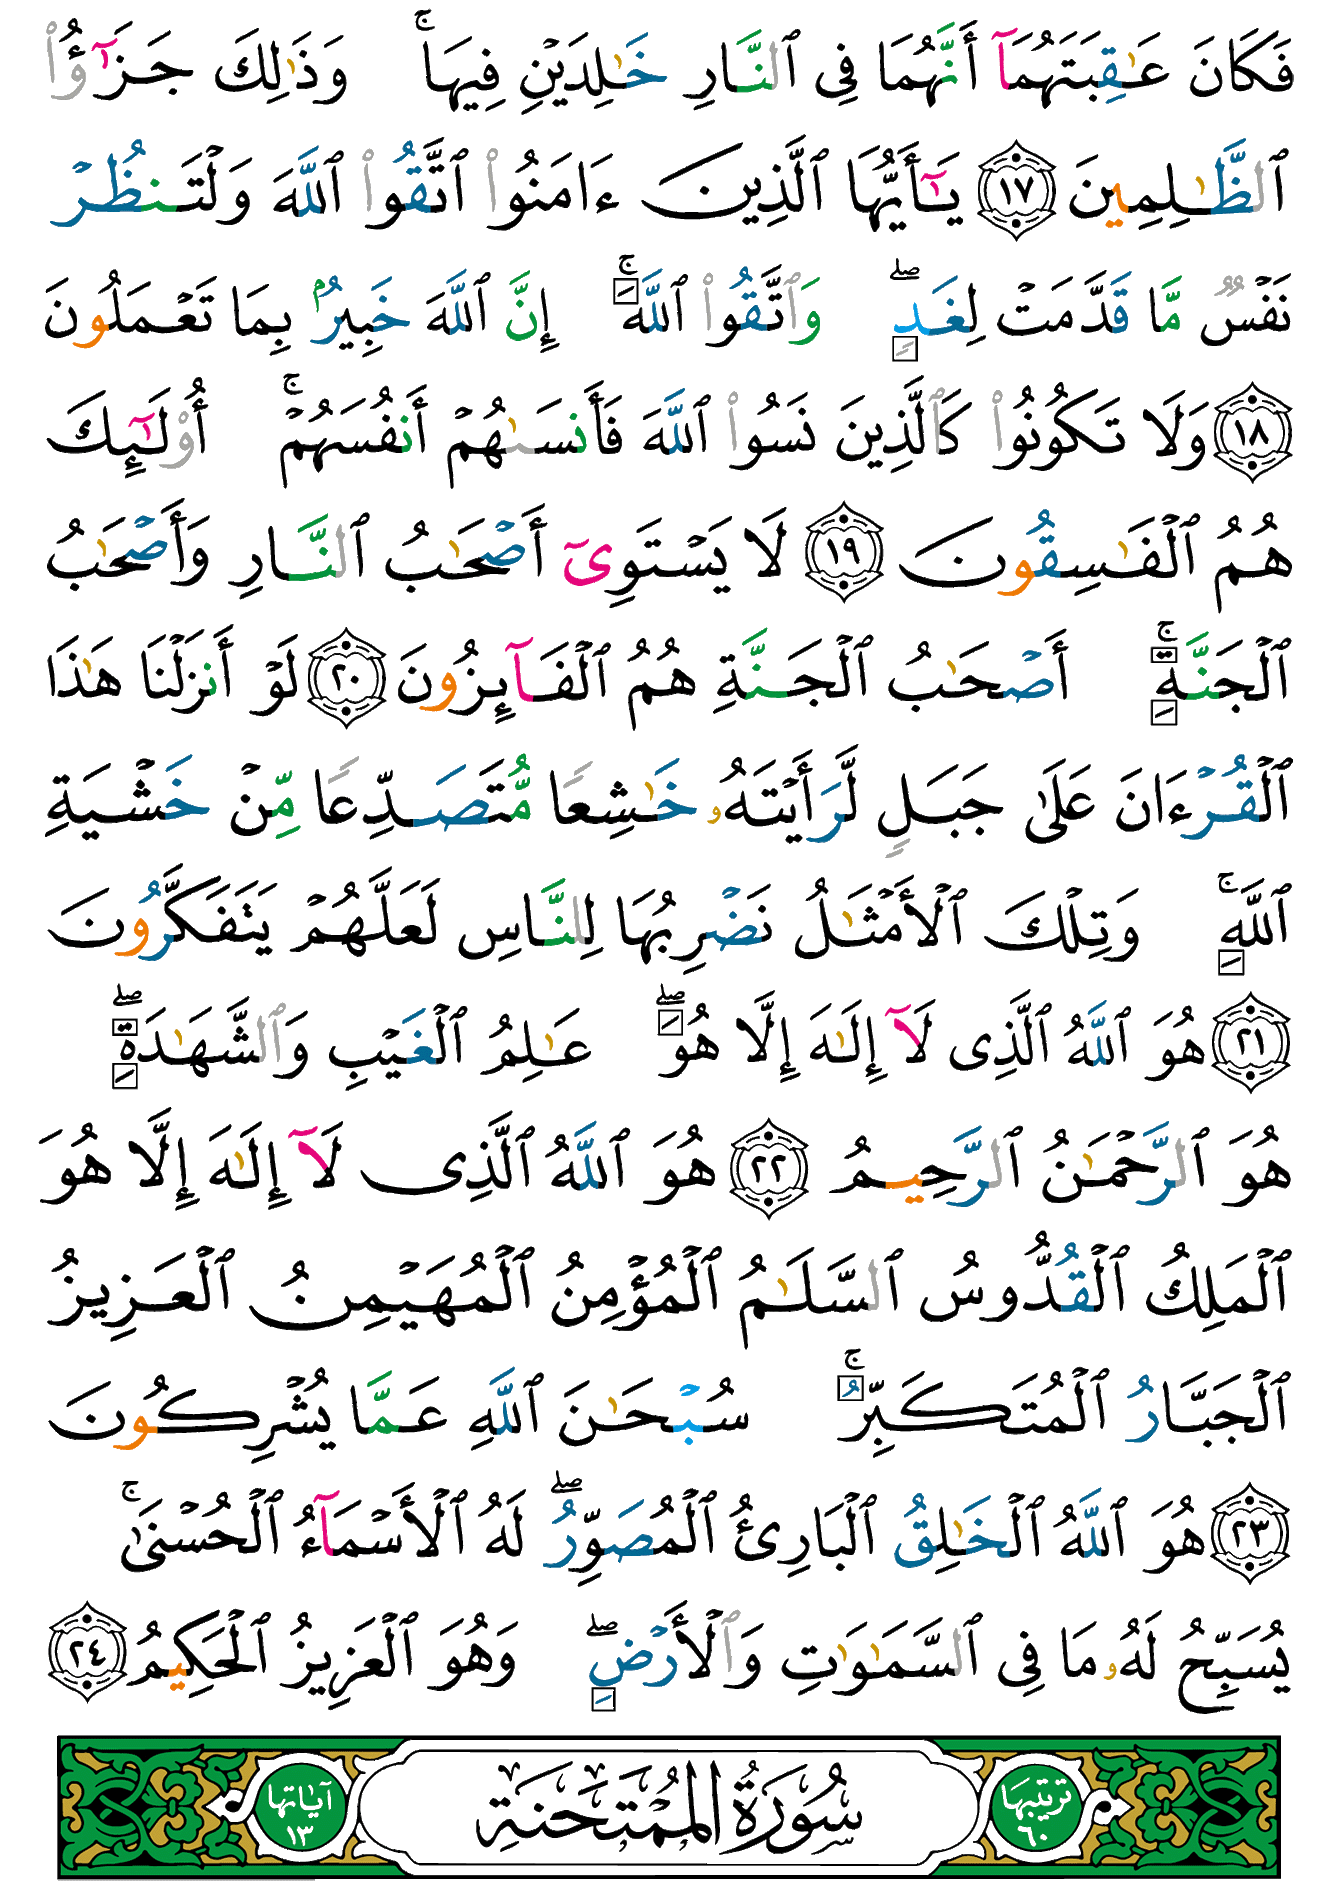 فَكَانَ عَٰقِبَتَهُمَآ أَنَّهُمَا فِى ٱلنَّارِ خَٰلِدَيْنِ فِيهَا ۚ وَذَٰلِكَ جَزَٰٓؤُا۟
ٱلظَّٰلِمِينَ ١٧ يَٰٓأَيُّهَا ٱلَّذِينَ ءَامَنُوا۟ ٱتَّقُوا۟ ٱللَّهَ وَلْتَنظُرْ
نَفْسٌ مَّا قَدَّمَتْ لِغَدٍ ۖ وَٱتَّقُوا۟ ٱللَّهَ ۚ إِنَّ ٱللَّهَ خَبِيرٌۢ بِمَا تَعْمَلُونَ
١٨ وَلَا تَكُونُوا۟ كَٱلَّذِينَ نَسُوا۟ ٱللَّهَ فَأَنسَىٰهُمْ أَنفُسَهُمْ ۚ أُو۟لَٰٓئِكَ
هُمُ ٱلْفَٰسِقُونَ ١٩ لَا يَسْتَوِىٓ أَصْحَٰبُ ٱلنَّارِ وَأَصْحَٰبُ
ٱلْجَنَّةِ ۚ أَصْحَٰبُ ٱلْجَنَّةِ هُمُ ٱلْفَآئِزُونَ ٢٠ لَوْ أَنزَلْنَا هَٰذَا
ٱلْقُرْءَانَ عَلَىٰ جَبَلٍ لَّرَأَيْتَهُۥ خَٰشِعًا مُّتَصَدِّعًا مِّنْ خَشْيَةِ
ٱللَّهِ ۚ وَتِلْكَ ٱلْأَمْثَٰلُ نَضْرِبُهَا لِلنَّاسِ لَعَلَّهُمْ يَتَفَكَّرُونَ
٢١ هُوَ ٱللَّهُ ٱلَّذِى لَآ إِلَٰهَ إِلَّا هُوَ ۖ عَٰلِمُ ٱلْغَيْبِ وَٱلشَّهَٰدَةِ ۖ
هُوَ ٱلرَّحْمَٰنُ ٱلرَّحِيمُ ٢٢ هُوَ ٱللَّهُ ٱلَّذِى لَآ إِلَٰهَ إِلَّا هُوَ
ٱلْمَلِكُ ٱلْقُدُّوسُ ٱلسَّلَٰمُ ٱلْمُؤْمِنُ ٱلْمُهَيْمِنُ ٱلْعَزِيزُ
ٱلْجَبَّارُ ٱلْمُتَكَبِّرُ ۚ سُبْحَٰنَ ٱللَّهِ عَمَّا يُشْرِكُونَ
٢٣ هُوَ ٱللَّهُ ٱلْخَٰلِقُ ٱلْبَارِئُ ٱلْمُصَوِّرُ ۖ لَهُ ٱلْأَسْمَآءُ ٱلْحُسْنَىٰ ۚ
يُسَبِّحُ لَهُۥ مَا فِى ٱلسَّمَٰوَٰتِ وَٱلْأَرْضِ ۖ وَهُوَ ٱلْعَزِيزُ ٱلْحَكِيمُ ٢٤
ترتيبها ٦٠ سُورَةُ المُمْتَحنَةِ آياتها ١٣